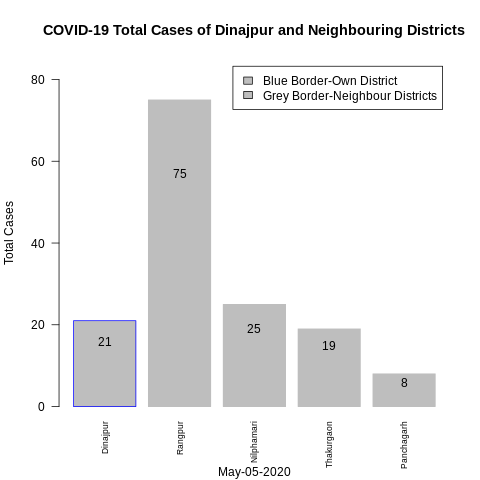 COVID-19 Total Cases of Dinajpur and Neighbouring Districts
Blue Border-Own District
Grey Border-Neighbour Districts
Total Cases
80
60
40
20
0
21
75
25
19
8
Dinajpur
Rangpur
Nilphamari
Thakurgaon
Panchagarh
May-05-2020